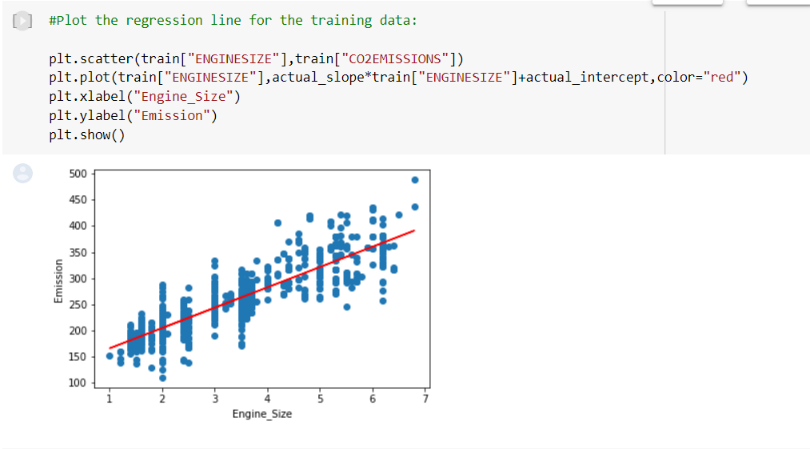 #Plot the regression line for the training data:
plt.scatter(train["ENGINESIZE"],train["CO2EMISSIONS"])
plt.plot(train["ENGINESIZE"],actual_slope*train["ENGINESIZE"]+actual_intercept,color="red")
plt.xlabel("Engine_Size")
plt.ylabel("Emission")
plt.show()
500
450
400
350
300
250
200
150
100
Emission
1 2 3 4 5 6 7
Engine_Size